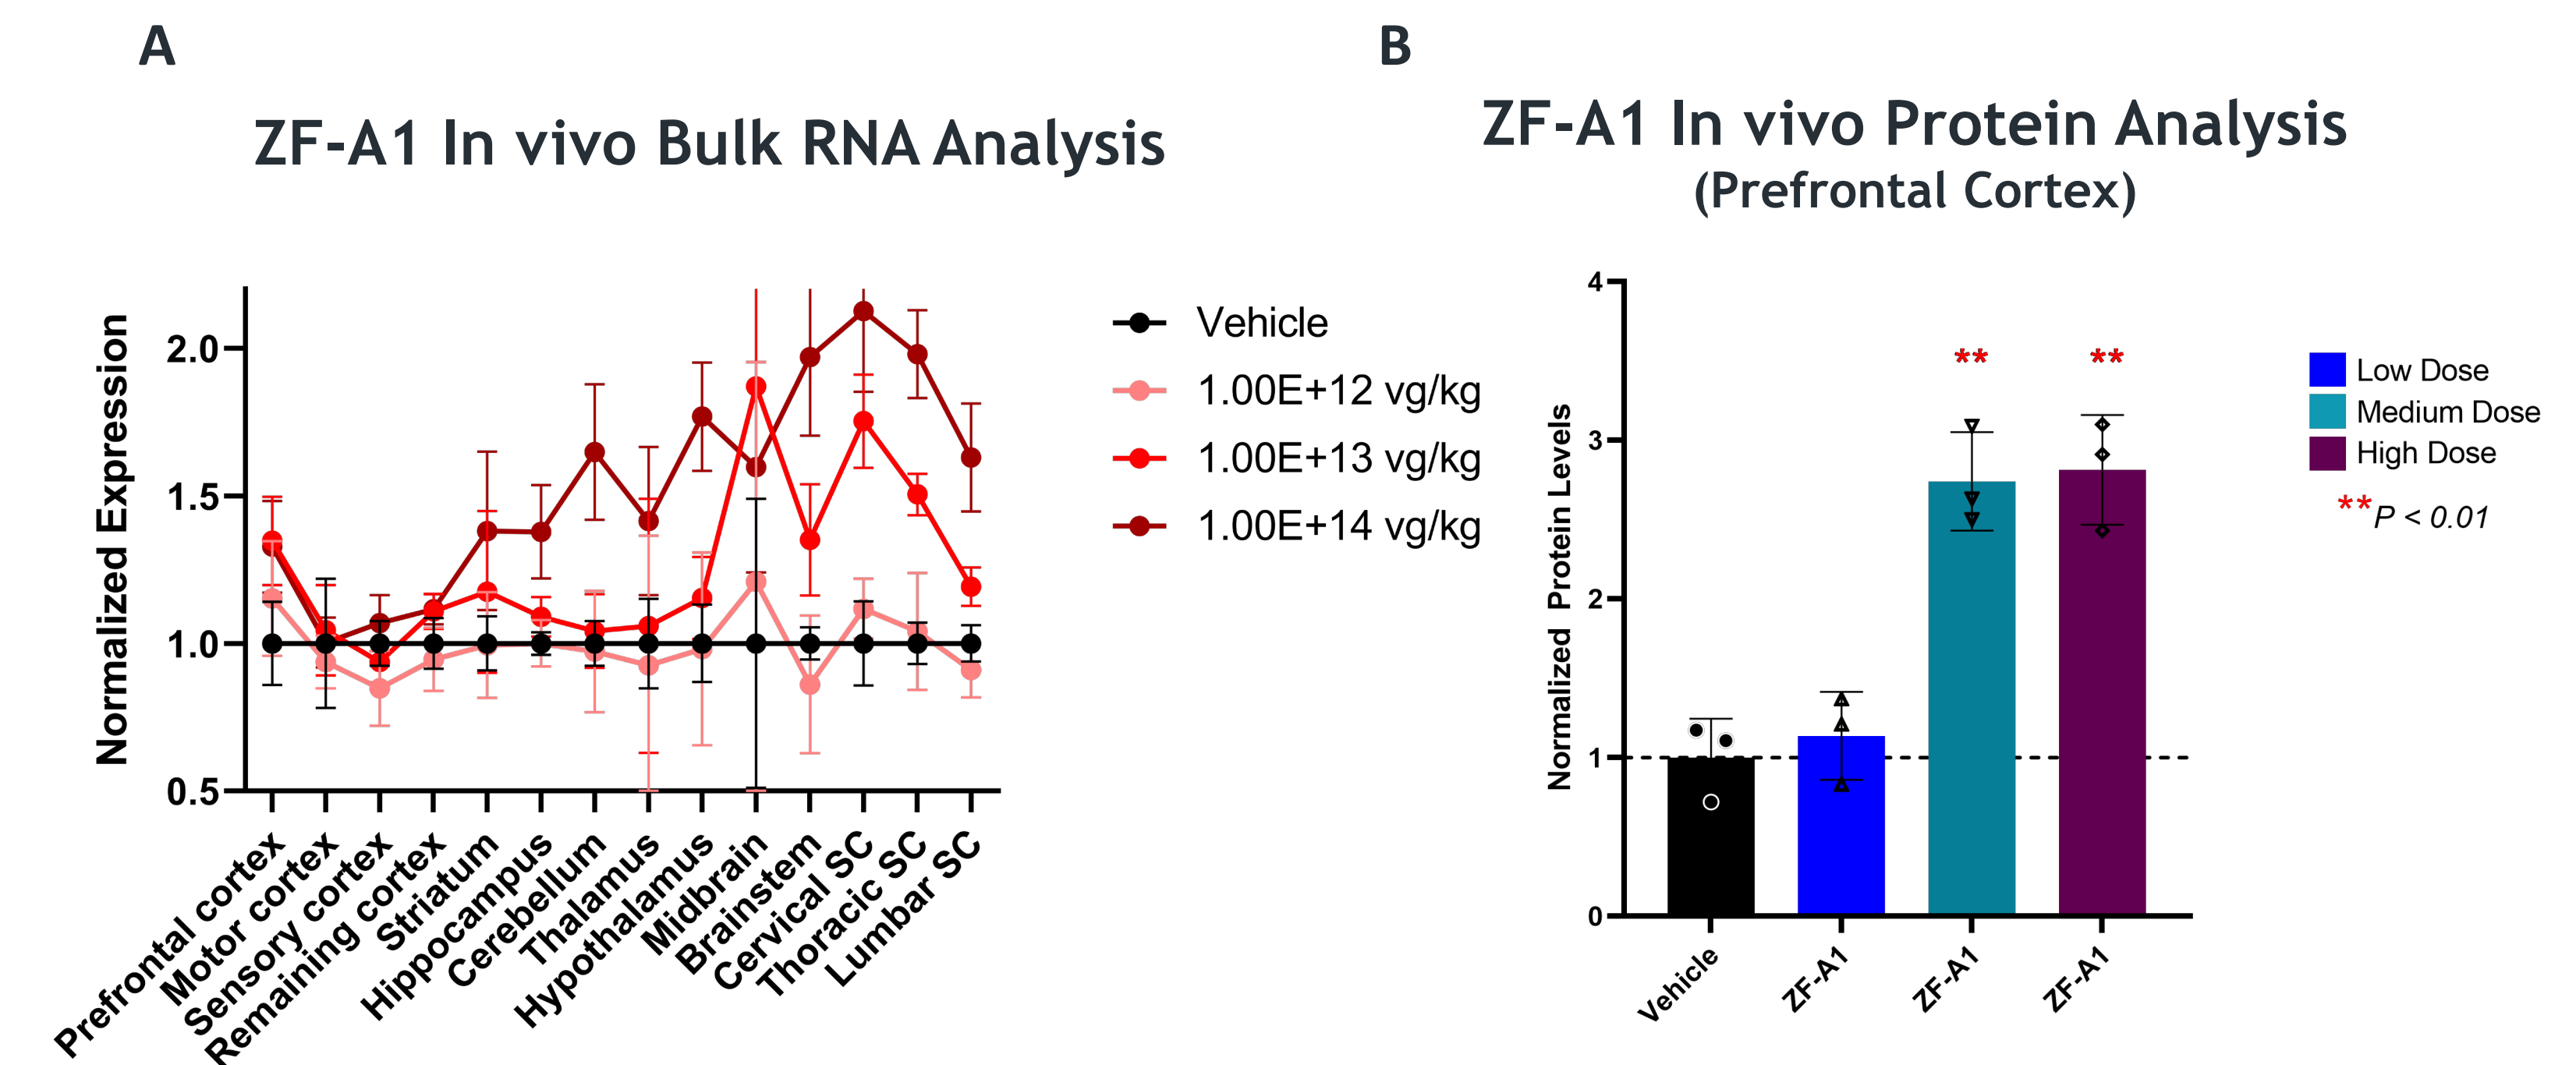 A
ZF-A1 In vivo Bulk RNA Analysis
Normalized Expression
2.0
1.5
1.0
0.5
Prefrontal cortex
Motor cortex
Sensory cortex
Remaining cortex
Striatum
Hippocampus
Cerebellum
Thalamus
Hypothalamus
Midbrain
Brainstem
Cervical SC
Thoracic SC
Lumbar SC
Vehicle
1.00E+12 vg/kg
1.00E+13 vg/kg
1.00E+14 vg/kg
B
ZF-A1 In vivo Protein Analysis
(Prefrontal Cortex)
Normalized Protein Levels
4
3
2
1
0
** **
Vehicle
ZF-A1
ZF-A1
ZF-A1
Low Dose
Medium Dose
High Dose
**P < 0.01